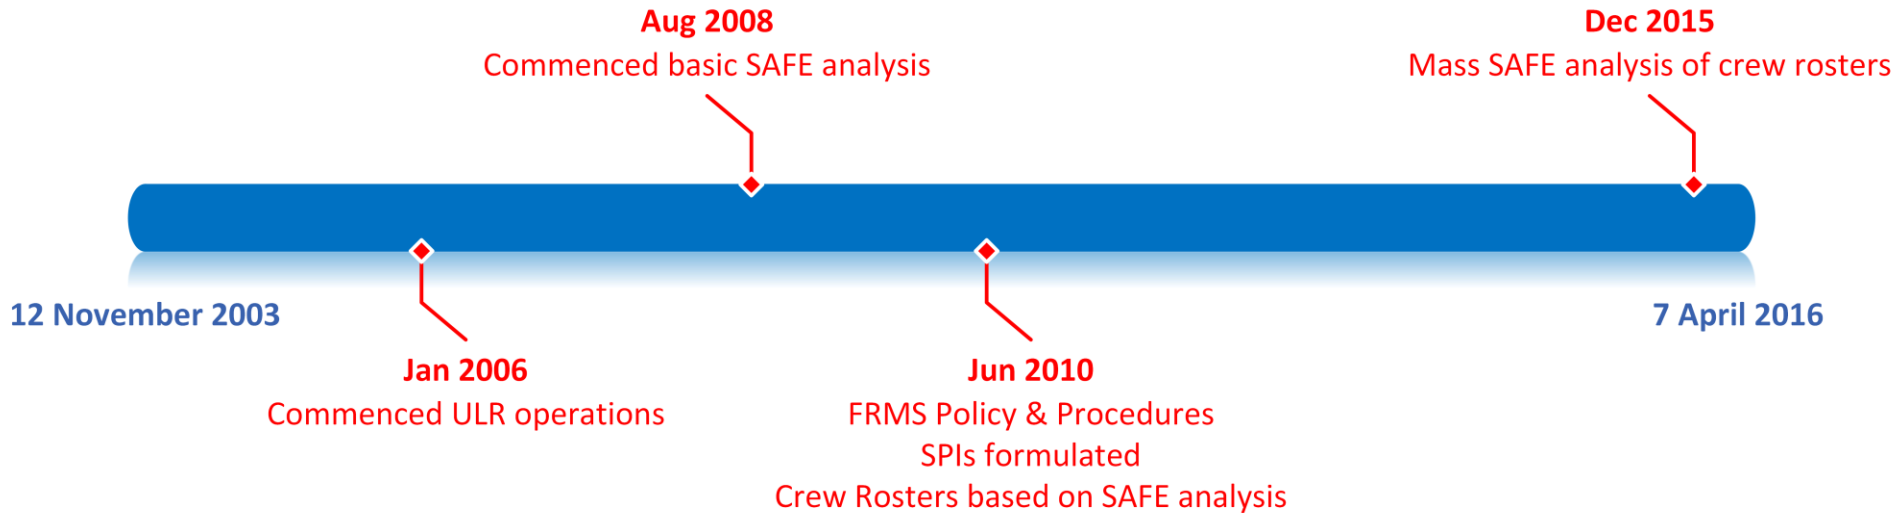 Aug 2008
Commenced basic SAFE analysis
Dec 2015
Mass SAFE analysis of crew rosters
12 November 2003
7 April 2016
Jan 2006
Commenced ULR operations
Jun 2010
FRMS Policy & Procedures
SPIs formulated
Crew Rosters based on SAFE analysis